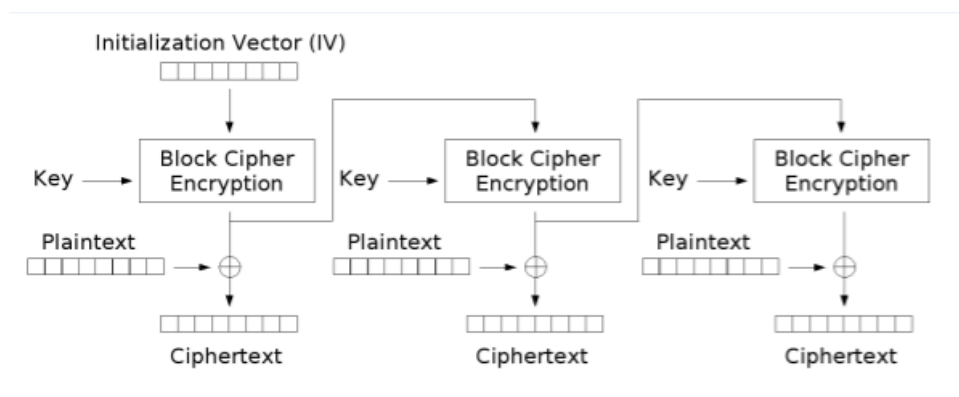 Initialization Vector (IV)
Block Cipher
Encryption
Block Cipher
Encryption
Block Cipher
Encryption
Key
Key
Key
Plaintext
Plaintext
Plaintext
Ciphertext
Ciphertext
Ciphertext